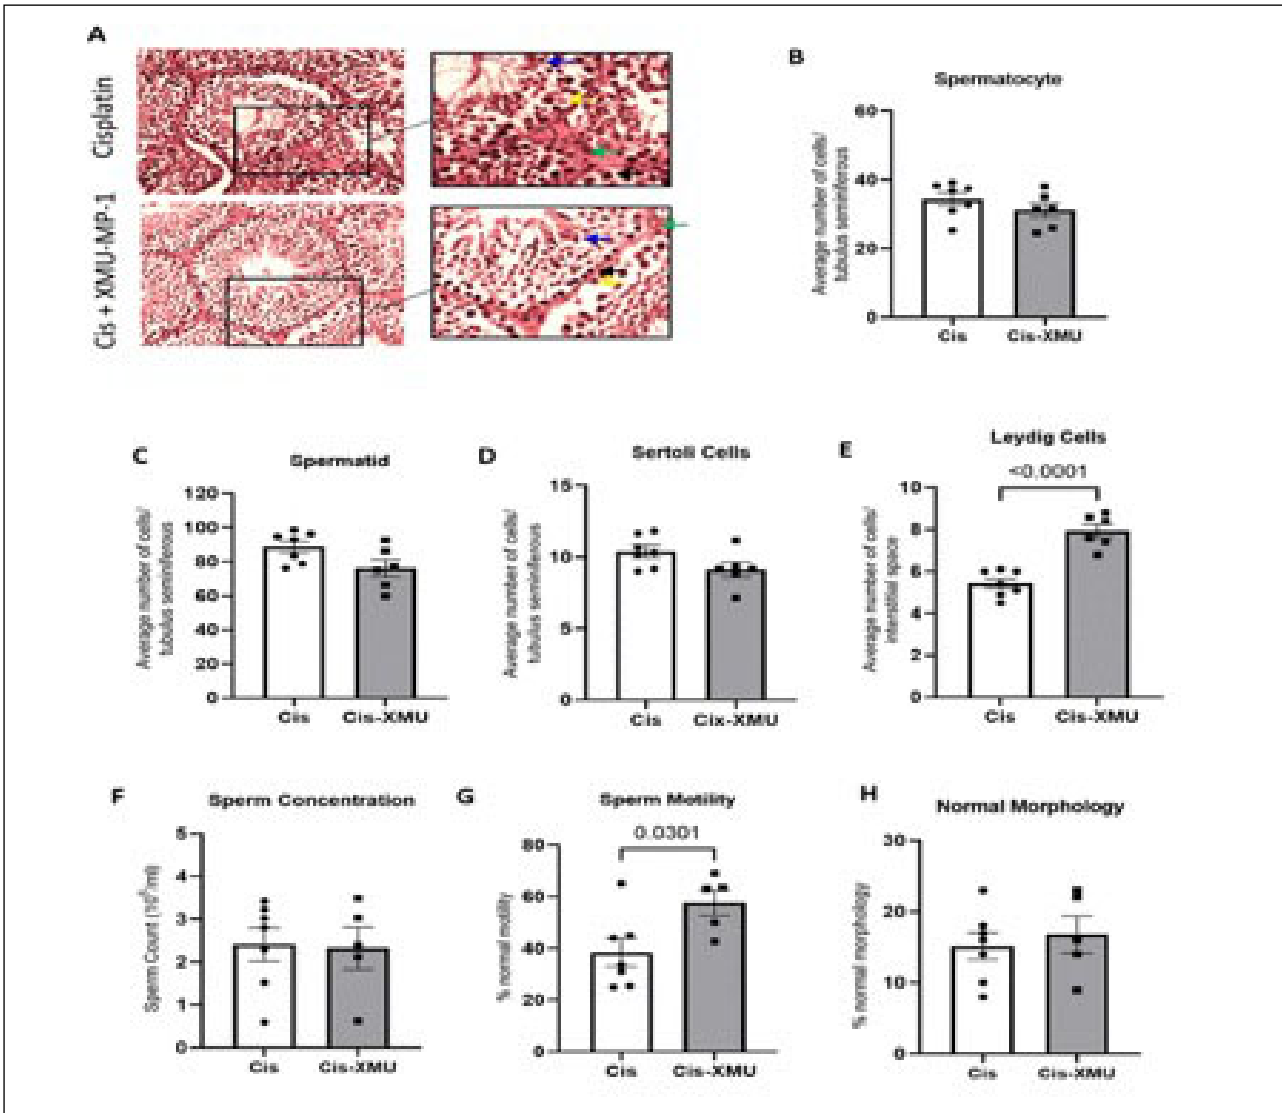 A
Cisplatin
Cis + XMU-MP-1
B
Spermatocyte
Average number of cells/
tubulus seminiferous
60
40
20
0
Cis
Cis-XMU
C
Spermatid
Average number of cells/
tubulus seminiferous
120
100
80
60
40
20
0
Cis
Cis-XMU
D
Sertoli Cells
Average number of cells/
tubulus seminiferous
15
10
5
0
Cis
Cix-XMU
E
Leydig Cells
<0.0001
Average number of cells/
interstitial space
10
8
6
4
2
0
Cis
Cis-XMU
F
Sperm Concentration
Sperm Count (10⁶/ml)
5
4
3
2
1
0
Cis
Cis-XMU
G
Sperm Motility
0.0301
% normal motility
80
60
40
20
0
Cis
Cis-XMU
H
Normal Morphology
% normal morphology
30
20
10
0
Cis
Cis-XMU